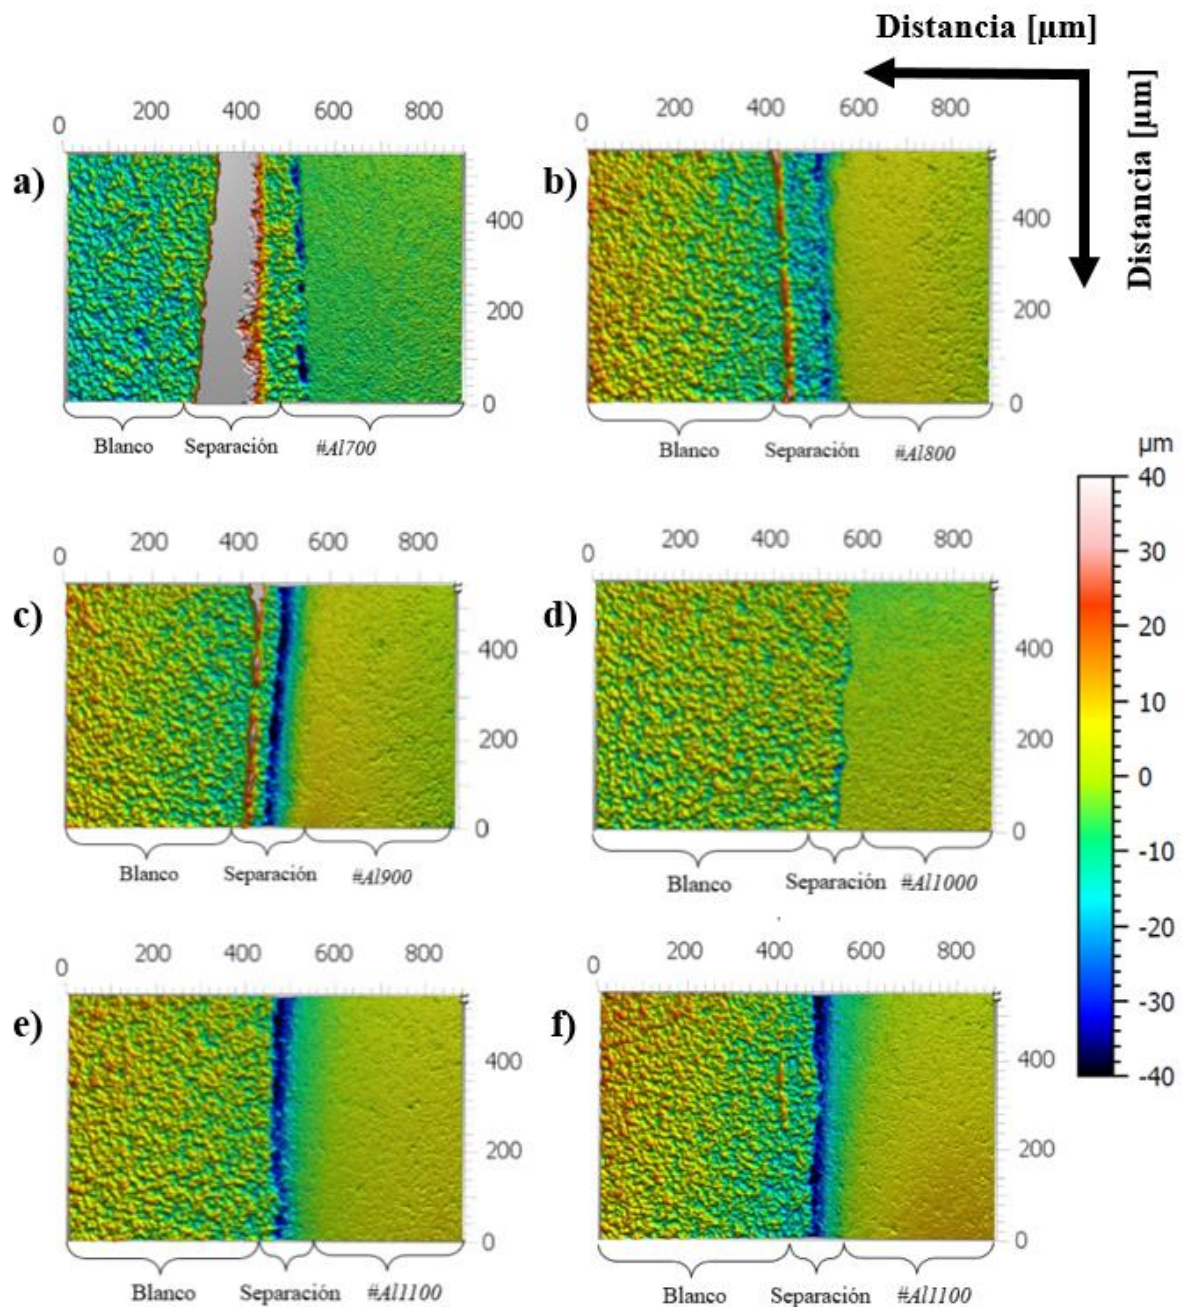 Distancia [µm]
Distancia [µm]
a)
0 200 400 600 800
400
200
0
Blanco Separación #Al700
b)
0 200 400 600 800
400
200
0
Blanco Separación #Al800
µm
40
30
20
10
0
-10
-20
-30
-40
c)
0 200 400 600 800
400
200
0
Blanco Separación #Al900
d)
0 200 400 600 800
400
200
0
Blanco Separación #Al1000
e)
0 200 400 600 800
400
200
0
Blanco Separación #Al1100
f)
0 200 400 600 800
400
200
0
Blanco Separación #Al1100